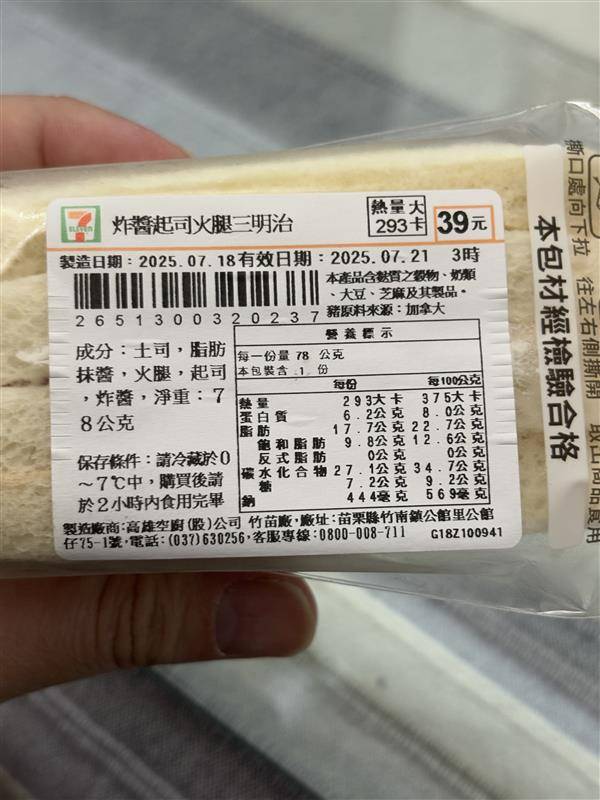 7
ELEVEN
炸醬起司火腿三明治
熱量 大
293 卡
39元
製造日期：2025.07.18 有效日期：2025.07.21 3時
本產品含麩質之穀物、奶類
、大豆、芝麻及其製品。
豬原料來源：加拿大
2651300320237
成分：土司，脂肪
抹醬，火腿，起司
，炸醬，淨重：7
8公克
保存條件：請冷藏於0
～7℃中，購買後請
於2小時內食用完畢
營養標示
每一份量 78 公克
本包裝含 1 份
每份 每100公克
熱量 293大卡 375大卡
蛋白質 6.2公克 8.0公克
脂肪 17.7公克 22.7公克
飽和脂肪 9.8公克 12.6公克
反式脂肪 0公克 0公克
碳水化合物 27.1公克 34.7公克
糖 7.2公克 9.2公克
鈉 444毫克 569毫克
製造廠商：高雄空廚(股)公司 竹苗廠，廠址：苗栗縣竹南鎮公館里公館
仔75-1號，電話：(037)630256，客服專線：0800-008-711
G18Z100941
本包材經檢驗合格
撕口處向下拉
往左右側撕開
取出商品食用